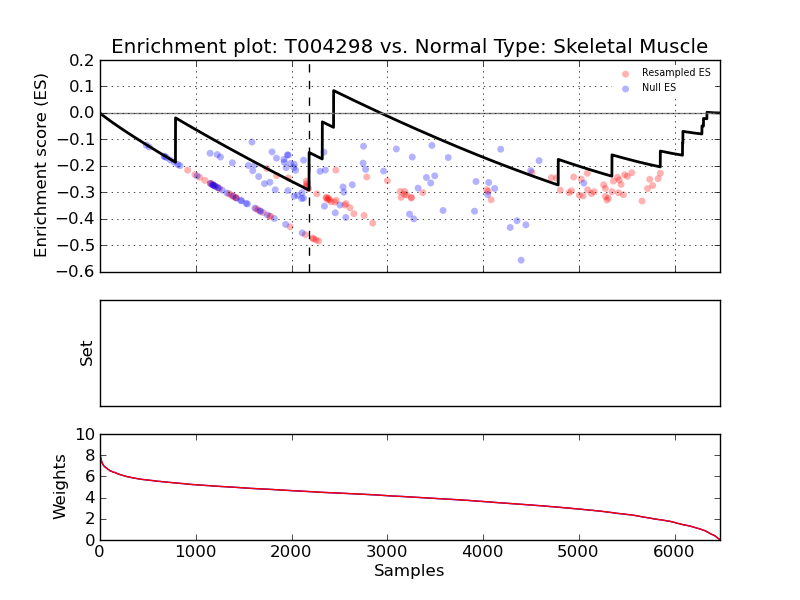 Enrichment plot: T004298 vs. Normal Type: Skeletal Muscle
Enrichment score (ES)
0.2
0.1
0.0
−0.1
−0.2
−0.3
−0.4
−0.5
−0.6
Resampled ES
Null ES
Set
Weights
10
8
6
4
2
0
0 1000 2000 3000 4000 5000 6000
Samples